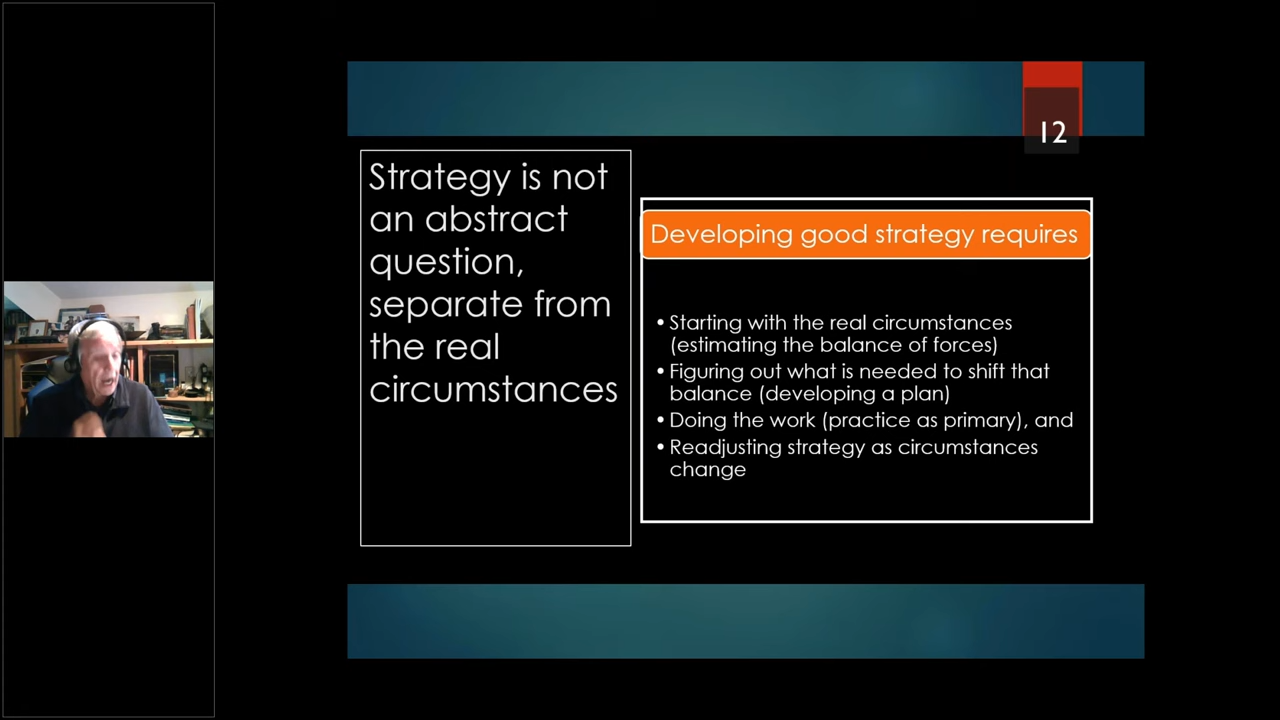 12
Strategy is not
an abstract
question,
separate from
the real
circumstances
Developing good strategy requires
• Starting with the real circumstances
(estimating the balance of forces)
• Figuring out what is needed to shift that
balance (developing a plan)
• Doing the work (practice as primary), and
• Readjusting strategy as circumstances
change